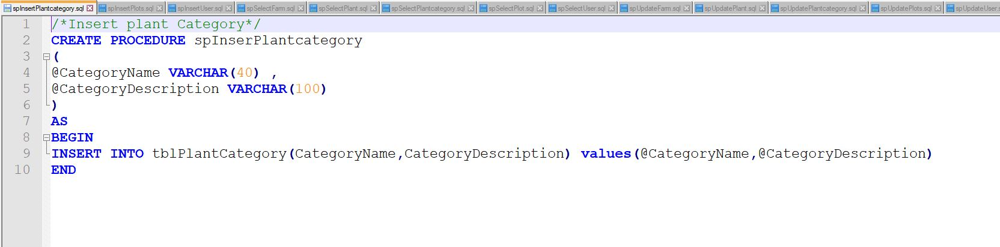 spInsertPlantcategory.sql spInsertPlots.sql spInsertUser.sql spSelectFarm.sql spSelectPlant.sql spSelectPlantcategory.sql spSelectPlot.sql spSelectUser.sql spUpdateFarm.sql spUpdatePlant.sql spUpdatePlantcategory.sql spUpdatePlots.sql spUpdateUser.s
1 /*Insert plant Category*/
2 CREATE PROCEDURE spInserPlantcategory
3 (
4 @CategoryName VARCHAR(40) ,
5 @CategoryDescription VARCHAR(100)
6 )
7 AS
8 BEGIN
9 INSERT INTO tblPlantCategory(CategoryName,CategoryDescription) values(@CategoryName,@CategoryDescription)
10 END